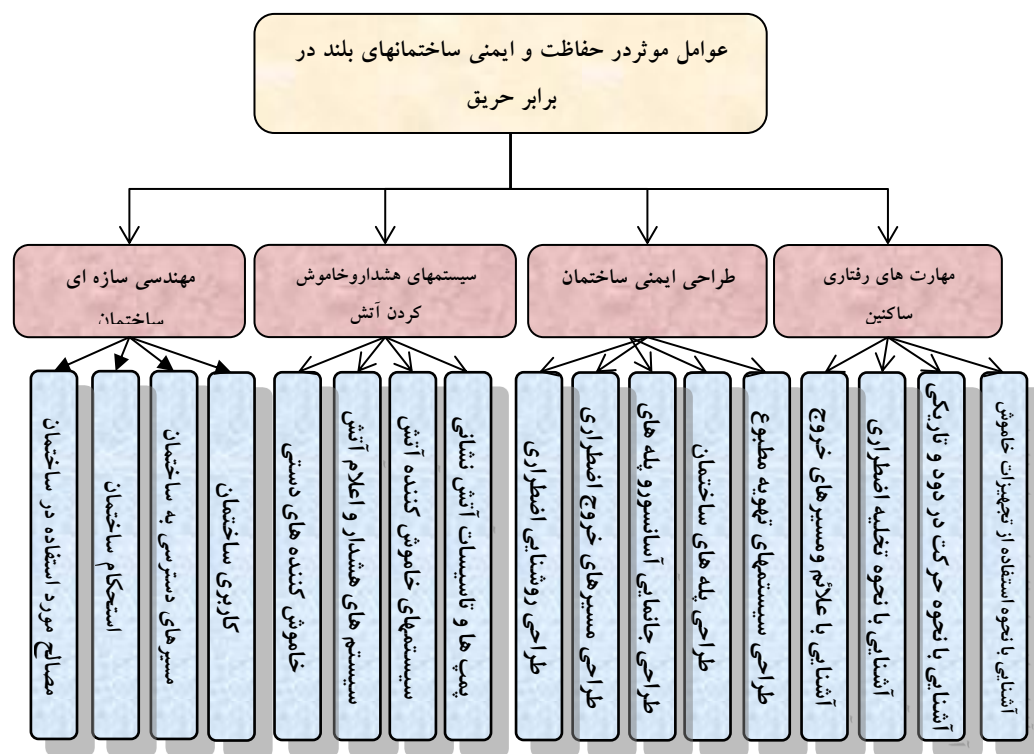 عوامل موثردر حفاظت و ایمنی ساختمانهای بلند در
برابر حریق
مهارت های رفتاری
ساکنین
طراحی ایمنی ساختمان
سیستمهای هشداروخاموش
کردن آتش
مهندسی سازه ای
ساختمان
آشنایی با نحوه استفاده از تجهیزات خاموش
آشنایی با نحوه حرکت در دود و تاریکی
آشنایی با نحوه تخلیه اضطراری
آشنایی با علائم ومسیرهای خروج
طراحی سیستمهای تهویه مطبوع
طراحی پله های ساختمان
طراحی جانمایی آسانسورو پله های
طراحی مسیرهای خروج اضطراری
طراحی روشنایی اضطراری
پمپ ها و تاسیسات آتش نشانی
سیستمهای خاموش کننده آتش
سیستم های هشدار و اعلام آتش
خاموش کننده های دستی
کاربری ساختمان
مسیرهای دسترسی به ساختمان
استحکام ساختمان
مصالح مورد استفاده در ساختمان